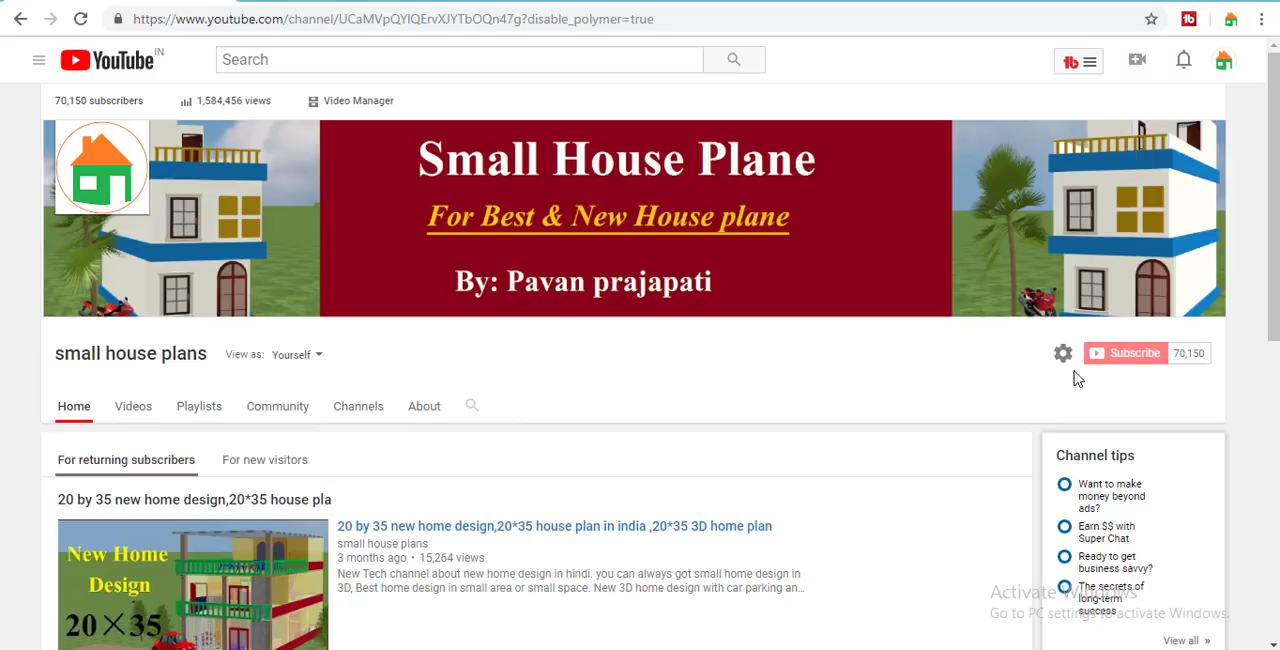 https://www.youtube.com/channel/UCaMVpQYlQErvXJYTbOQn47g?disable_polymer=true
YouTube IN
Search
70,150 subscribers 1,584,456 views Video Manager
Small House Plane
For Best & New House plane
By: Pavan prajapati
small house plans View as: Yourself
Subscribe 70,150
Home Videos Playlists Community Channels About
For returning subscribers For new visitors
20 by 35 new home design,20*35 house pla
New Home
Design
20×35
20 by 35 new home design,20*35 house plan in india ,20*35 3D home plan
small house plans
3 months ago • 15,264 views
New Tech channel about new home design in hindi. you can always got small home design in
3D, Best home design in small area or small space. New 3D home design with car parking an...
Channel tips
Want to make
money beyond
ads?
Earn $$ with
Super Chat
Ready to get
business savvy?
The secrets of
long-term
success
View all »
Activate Windows
Go to PC settings to activate Windows.